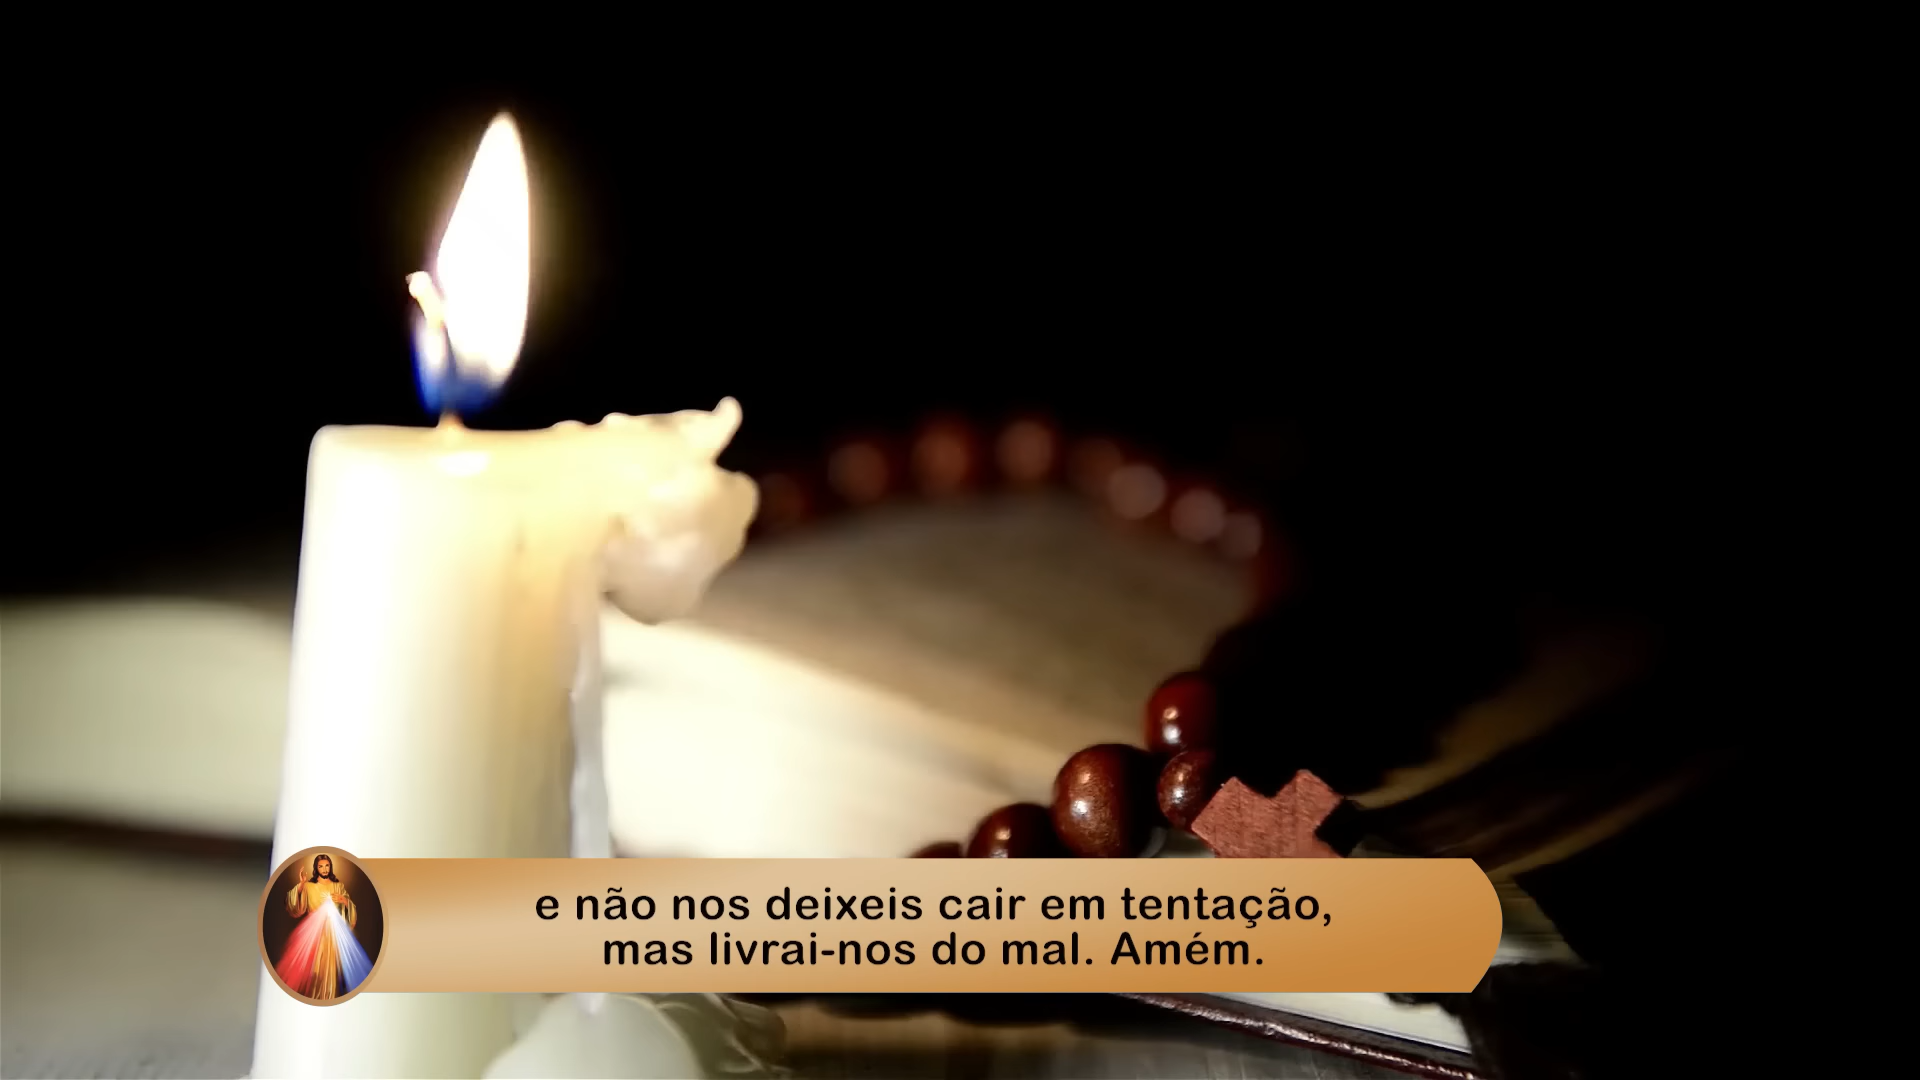 e não nos deixeis cair em tentação,
mas livrai-nos do mal. Amém.